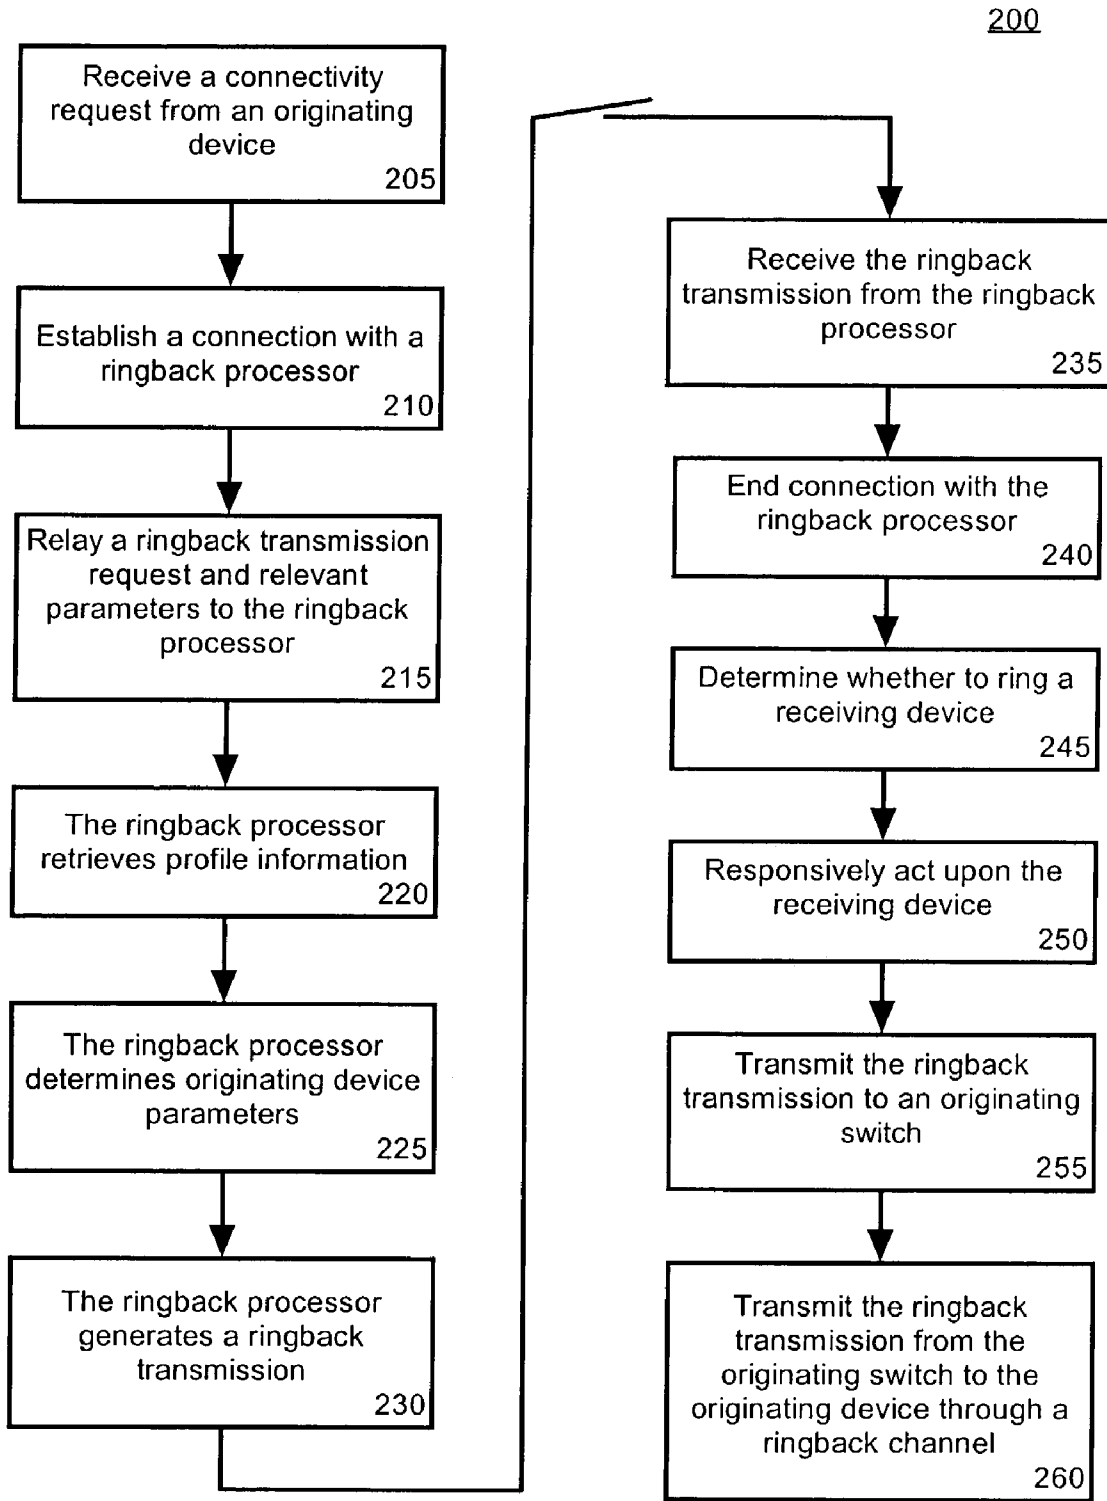 200
Receive a connectivity
request from an originating
device
205
Establish a connection with a
ringback processor
210
Relay a ringback transmission
request and relevant
parameters to the ringback
processor
215
The ringback processor
retrieves profile information
220
The ringback processor
determines originating device
parameters
225
The ringback processor
generates a ringback
transmission
230
Receive the ringback
transmission from the ringback
processor
235
End connection with the
ringback processor
240
Determine whether to ring a
receiving device
245
Responsively act upon the
receiving device
250
Transmit the ringback
transmission to an originating
switch
255
Transmit the ringback
transmission from the
originating switch to the
originating device through a
ringback channel
260